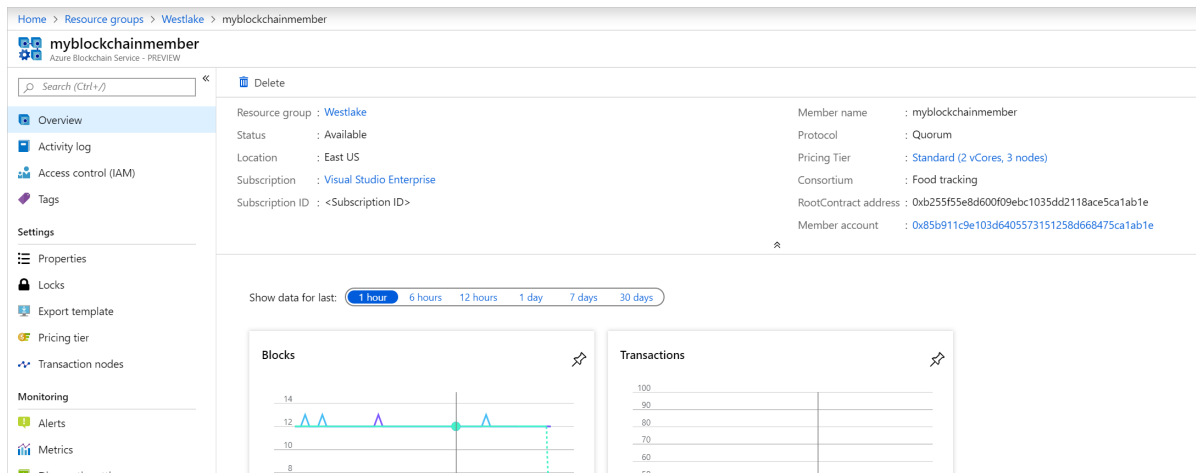 Home > Resource groups > Westlake > myblockchainmember
myblockchainmember
Azure Blockchain Service - PREVIEW
Search (Ctrl+/)
«
Overview
Activity log
Access control (IAM)
Tags
Settings
Properties
Locks
Export template
Pricing tier
Transaction nodes
Monitoring
Alerts
Metrics
Delete
Resource group : Westlake
Status : Available
Location : East US
Subscription : Visual Studio Enterprise
Subscription ID : <Subscription ID>
Member name : myblockchainmember
Protocol : Quorum
Pricing Tier : Standard (2 vCores, 3 nodes)
Consortium : Food tracking
RootContract address : 0xb255f55e8d600f09ebc1035dd2118ace5ca1ab1e
Member account : 0x85b911c9e103d6405573151258d668475ca1ab1e
Show data for last: 1 hour 6 hours 12 hours 1 day 7 days 30 days
Blocks
14
12
10
8
Transactions
100
90
80
70
60